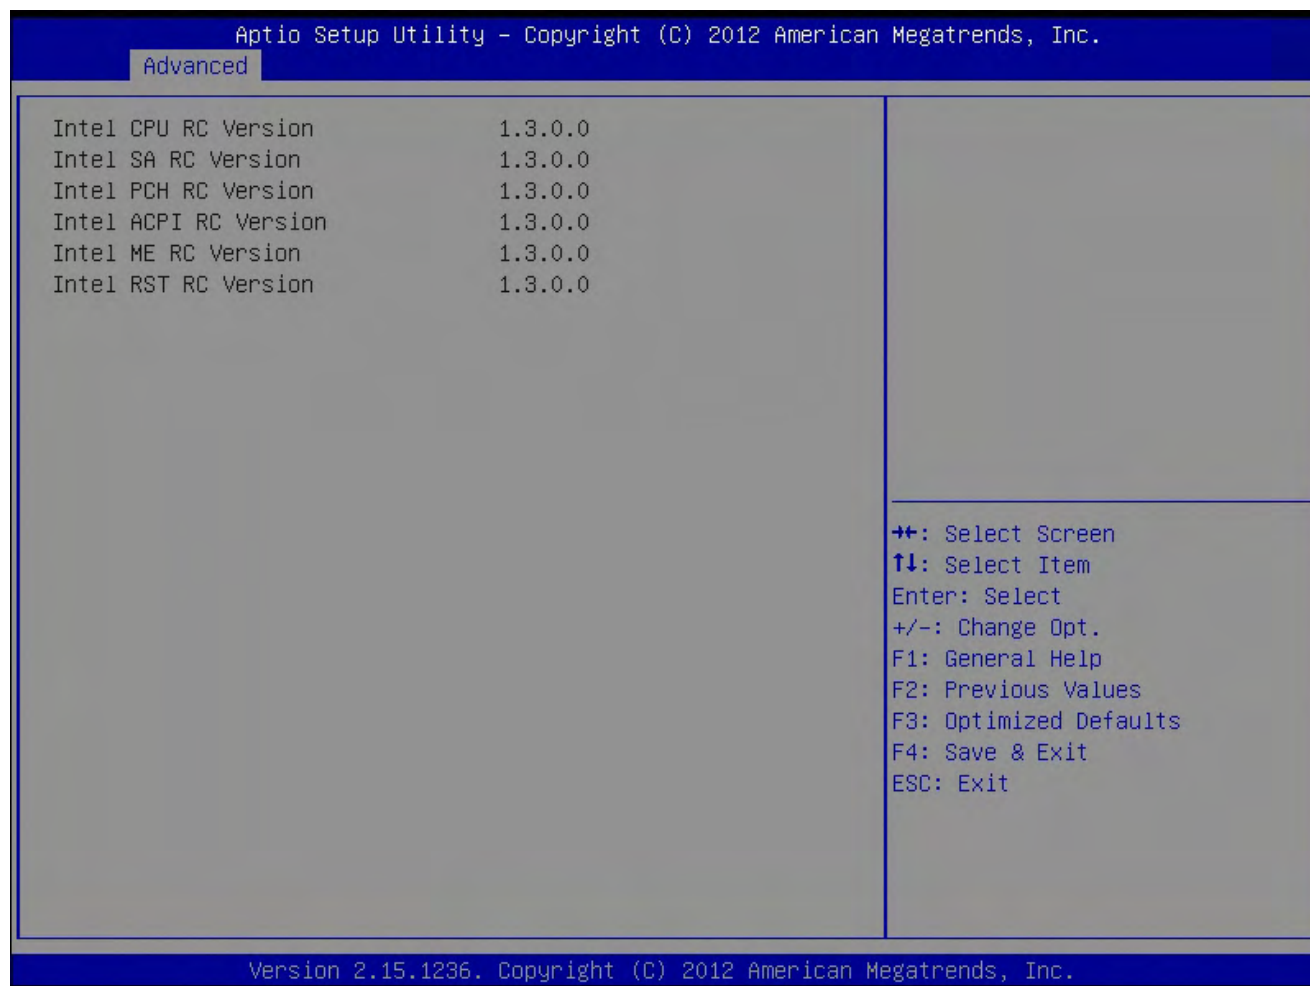 Aptio Setup Utility – Copyright (C) 2012 American Megatrends, Inc.
Advanced
Intel CPU RC Version 1.3.0.0
Intel SA RC Version 1.3.0.0
Intel PCH RC Version 1.3.0.0
Intel ACPI RC Version 1.3.0.0
Intel ME RC Version 1.3.0.0
Intel RST RC Version 1.3.0.0
→←: Select Screen
↑↓: Select Item
Enter: Select
+/-: Change Opt.
F1: General Help
F2: Previous Values
F3: Optimized Defaults
F4: Save & Exit
ESC: Exit
Version 2.15.1236. Copyright (C) 2012 American Megatrends, Inc.